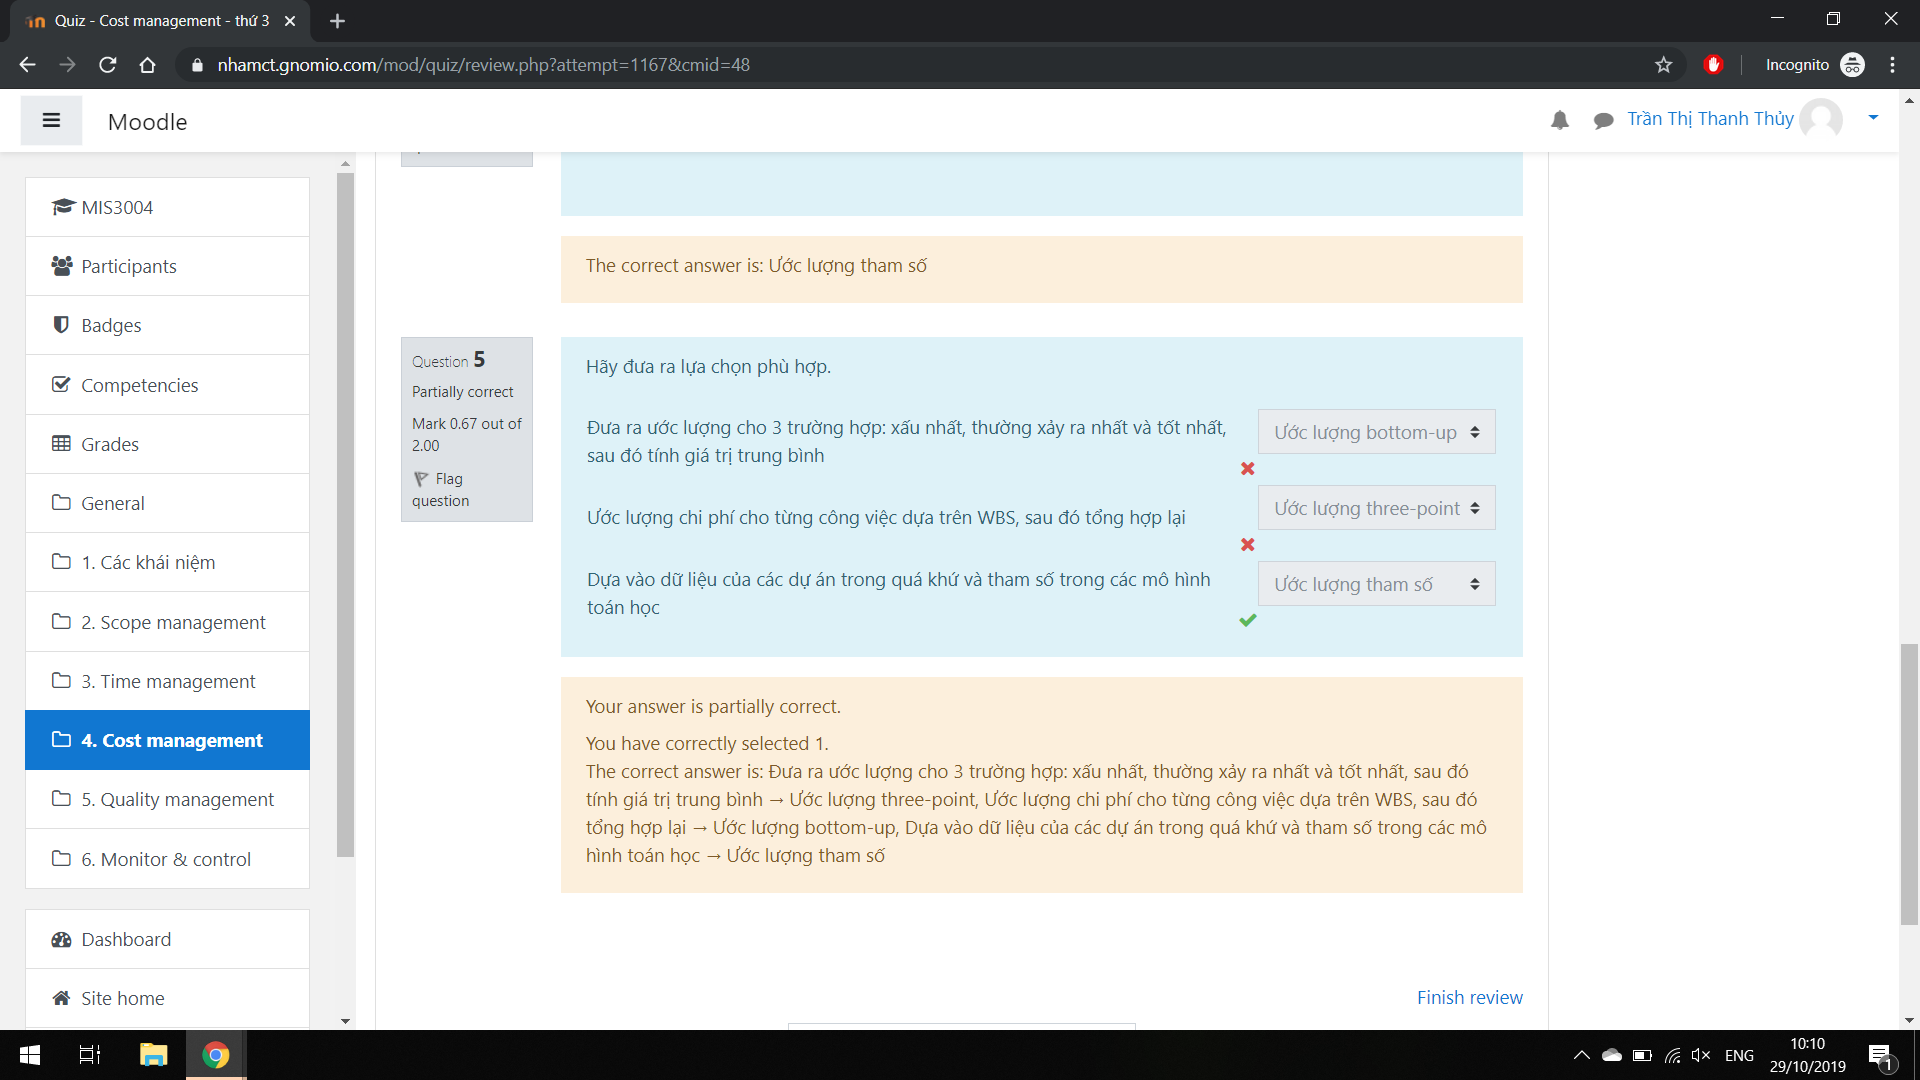 Quiz - Cost management - thứ 3
nhamct.gnomio.com/mod/quiz/review.php?attempt=1167&cmid=48
Incognito
Moodle
Trần Thị Thanh Thủy
MIS3004
Participants
Badges
Competencies
Grades
General
1. Các khái niệm
2. Scope management
3. Time management
4. Cost management
5. Quality management
6. Monitor & control
Dashboard
Site home
The correct answer is: Ước lượng tham số
Question 5
Partially correct
Mark 0.67 out of
2.00
Flag
question
Hãy đưa ra lựa chọn phù hợp.
Đưa ra ước lượng cho 3 trường hợp: xấu nhất, thường xảy ra nhất và tốt nhất,
sau đó tính giá trị trung bình
Ước lượng bottom-up
Ước lượng chi phí cho từng công việc dựa trên WBS, sau đó tổng hợp lại
Ước lượng three-point
Dựa vào dữ liệu của các dự án trong quá khứ và tham số trong các mô hình
toán học
Ước lượng tham số
Your answer is partially correct.
You have correctly selected 1.
The correct answer is: Đưa ra ước lượng cho 3 trường hợp: xấu nhất, thường xảy ra nhất và tốt nhất, sau đó
tính giá trị trung bình → Ước lượng three-point, Ước lượng chi phí cho từng công việc dựa trên WBS, sau đó
tổng hợp lại → Ước lượng bottom-up, Dựa vào dữ liệu của các dự án trong quá khứ và tham số trong các mô
hình toán học → Ước lượng tham số
Finish review
ENG
10:10
29/10/2019
1